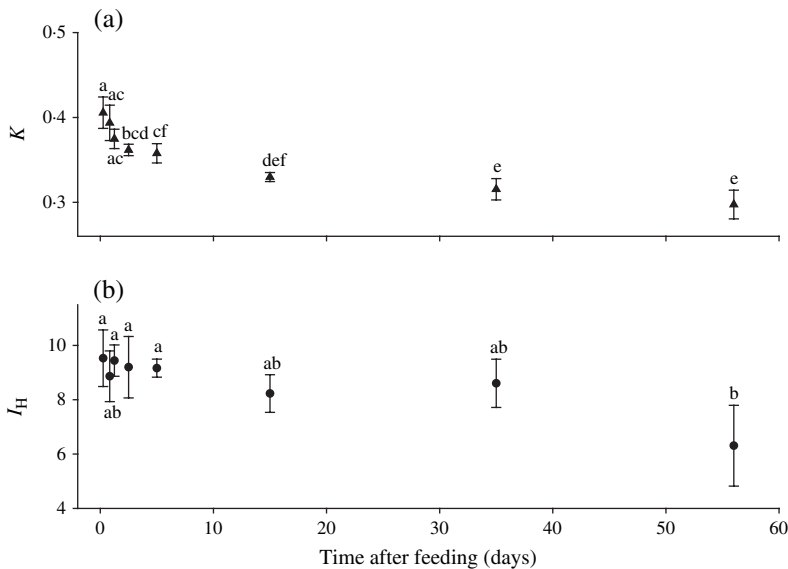 (a)
0·5
0·4
0·3
K
a
ac
ac
bcd
cf
def
e
e
(b)
10
8
6
4
I_H
a
ab
a
a
a
ab
ab
b
0 10 20 30 40 50 60
Time after feeding (days)